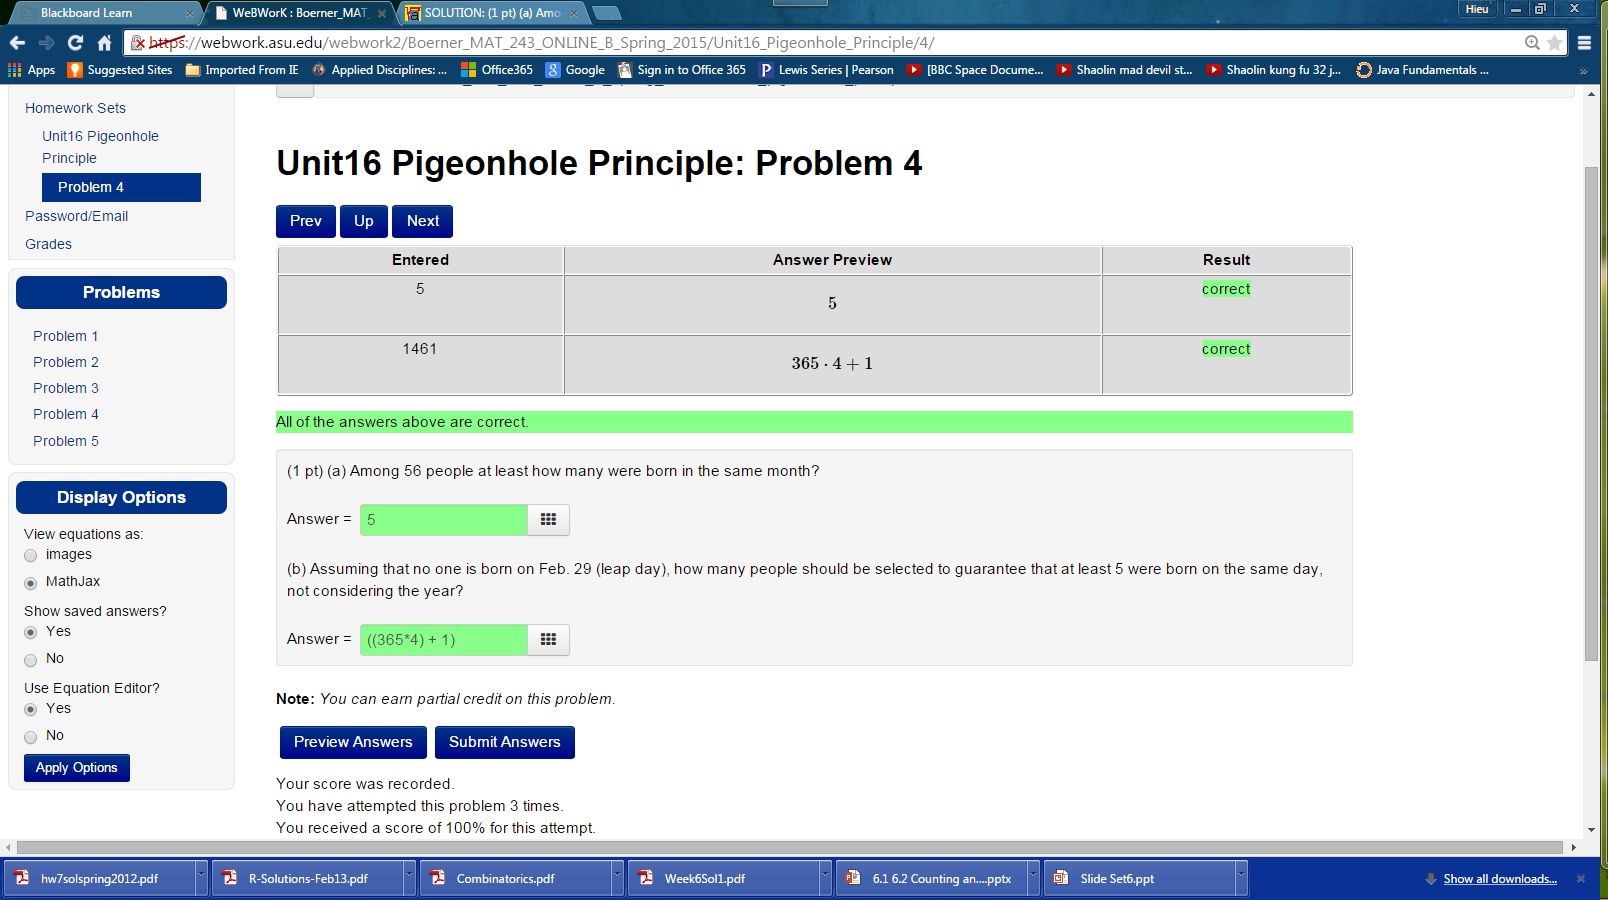 Blackboard Learn
WeBWorK : Boerner_MAT_
SOLUTION: (1 pt) (a) Amo
Hieu
https://webwork.asu.edu/webwork2/Boerner_MAT_243_ONLINE_B_Spring_2015/Unit16_Pigeonhole_Principle/4/
Apps
Suggested Sites
Imported From IE
Applied Disciplines: ...
Office365
Google
Sign in to Office 365
Lewis Series | Pearson
[BBC Space Docume...
Shaolin mad devil st...
Shaolin kung fu 32 j...
Java Fundamentals ...
»
Homework Sets
Unit16 Pigeonhole
Principle
Problem 4
Password/Email
Grades
Problems
Problem 1
Problem 2
Problem 3
Problem 4
Problem 5
Display Options
View equations as:
images
MathJax
Show saved answers?
Yes
No
Use Equation Editor?
Yes
No
Apply Options
Unit16 Pigeonhole Principle: Problem 4
Prev Up Next
Entered Answer Preview Result
5 5 correct
1461 365 · 4 + 1 correct
All of the answers above are correct.
(1 pt) (a) Among 56 people at least how many were born in the same month?
Answer = 5
(b) Assuming that no one is born on Feb. 29 (leap day), how many people should be selected to guarantee that at least 5 were born on the same day,
not considering the year?
Answer = ((365*4) + 1)
Note: You can earn partial credit on this problem.
Preview Answers Submit Answers
Your score was recorded.
You have attempted this problem 3 times.
You received a score of 100% for this attempt.
hw7solspring2012.pdf
R-Solutions-Feb13.pdf
Combinatorics.pdf
Week6Sol1.pdf
6.1 6.2 Counting an....pptx
Slide Set6.ppt
Show all downloads...